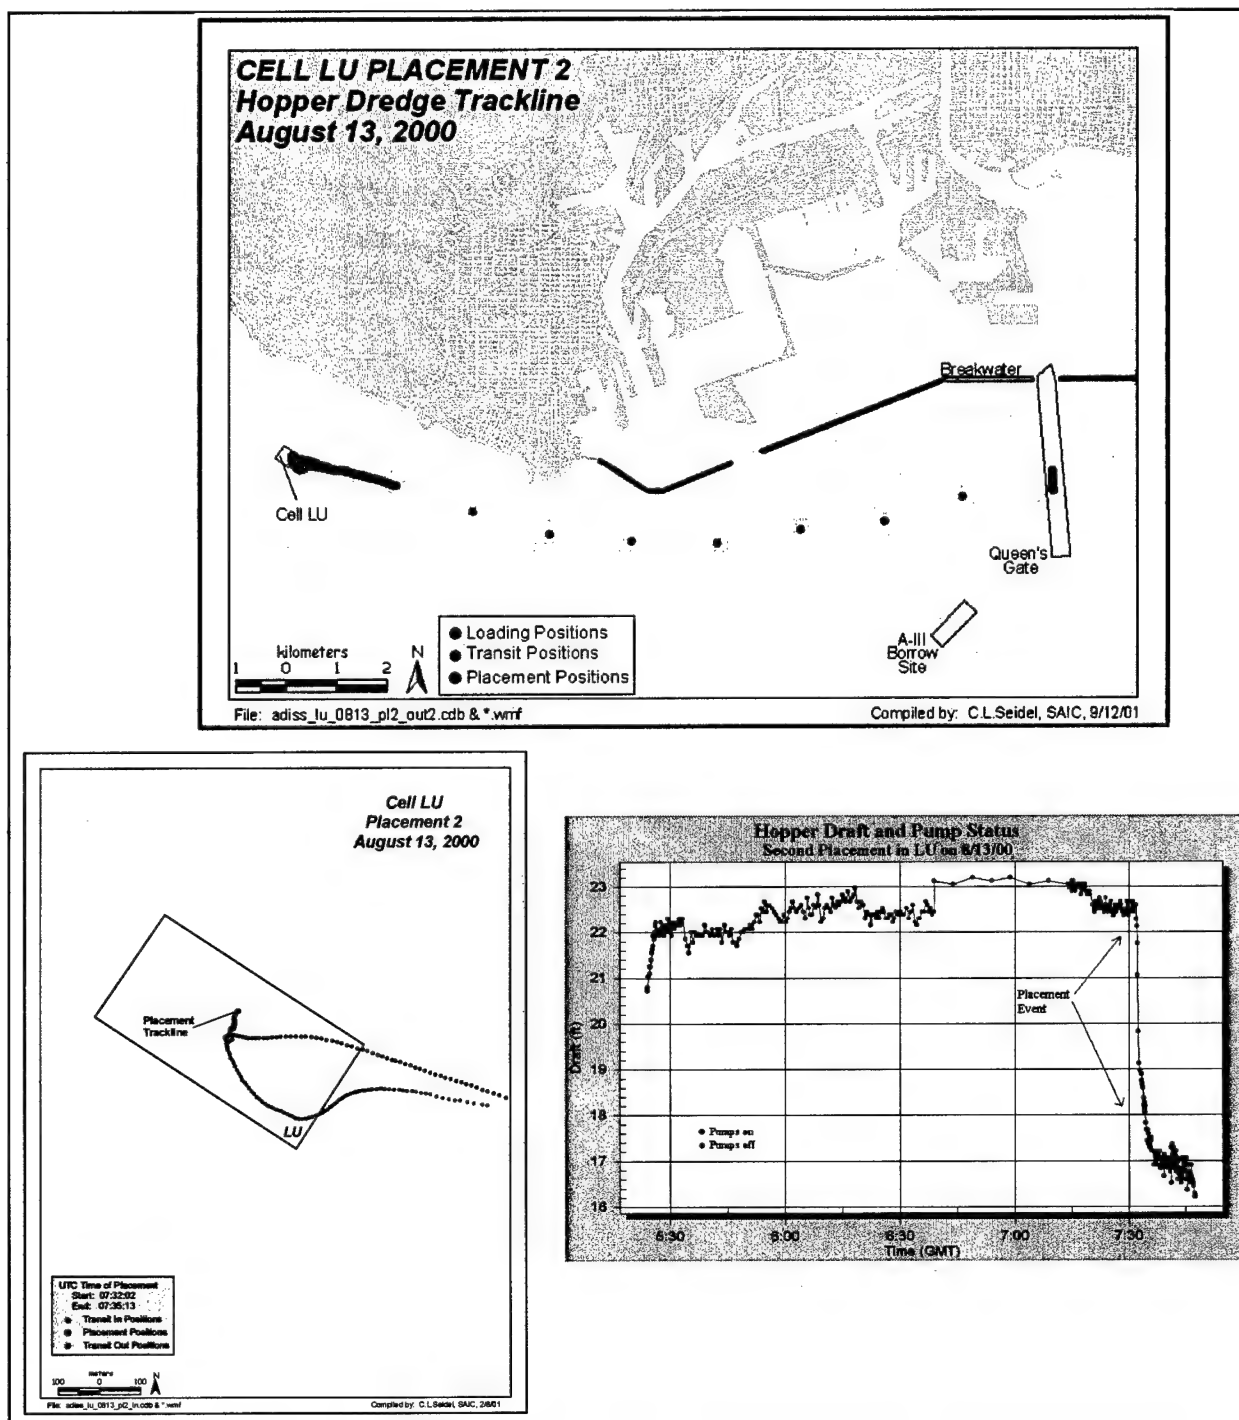 CELL LU PLACEMENT 2
Hopper Dredge Trackline
August 13, 2000
Breakwater
Cell LU
Queen's
Gate
A-III
Borrow
Site
kilometers
1 0 1 2
N
Loading Positions
Transit Positions
Placement Positions
File: adiss_lu_0813_pl2_out2.cdb & *.wmf
Compiled by: C.L.Seidel, SAIC, 9/12/01
Cell LU
Placement 2
August 13, 2000
Placement
Trackline
LU
UTC Time of Placement
Start: 07:32:02
End: 07:35:13
Transit In Positions
Placement Positions
Transit Out Positions
meters
100 0 100
N
File: adiss_lu_0813_pl2_in.cdb & *.wmf
Compiled by: C.L.Seidel, SAIC, 2/8/01
Hopper Draft and Pump Status
Second Placement in LU on 8/13/00
Draft (ft)
23
22
21
20
19
18
17
16
Placement
Event
Pumps on
Pumps off
5:30 6:00 6:30 7:00 7:30
Time (GMT)